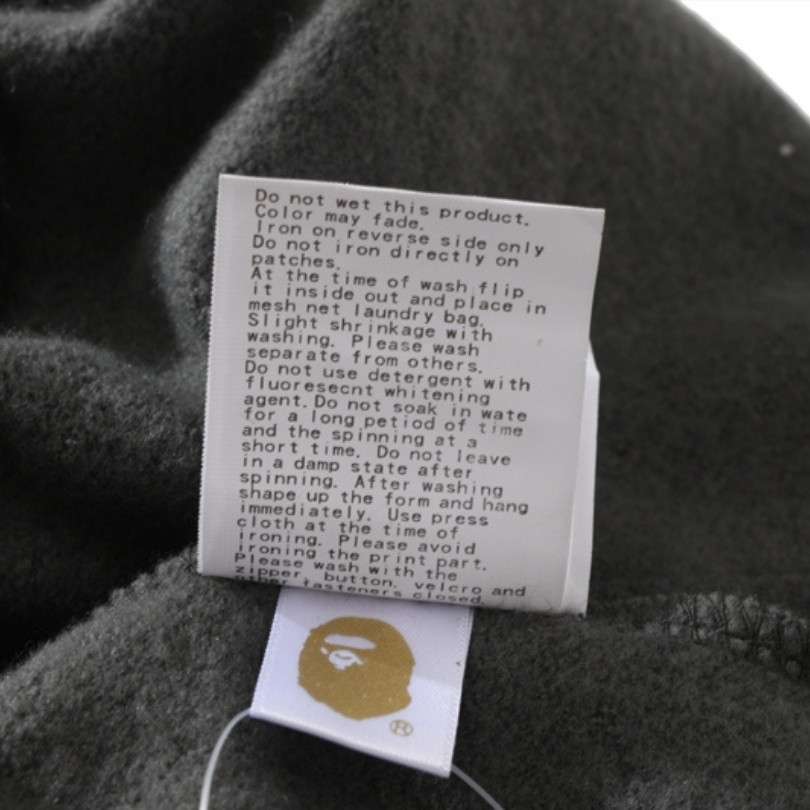 Do not wet this product.
Color may fade.
Iron on reverse side only
Do not iron directly on
patches.
At the time of wash flip
it inside out and place in
mesh net laundry bag.
Slight shrinkage with
washing. Please wash
separate from others.
Do not use detergent with
fluoresecnt whitening
agent. Do not soak in wate
for a long petiod of time
and the spinning at a
short time. Do not leave
in a damp state after
spinning. After washing
shape up the form and hang
immediately. Use press
cloth at the time of
ironing. Please avoid
ironing the print part.
Please wash with the
zipper, button, velcro and
other fasteners closed.
®